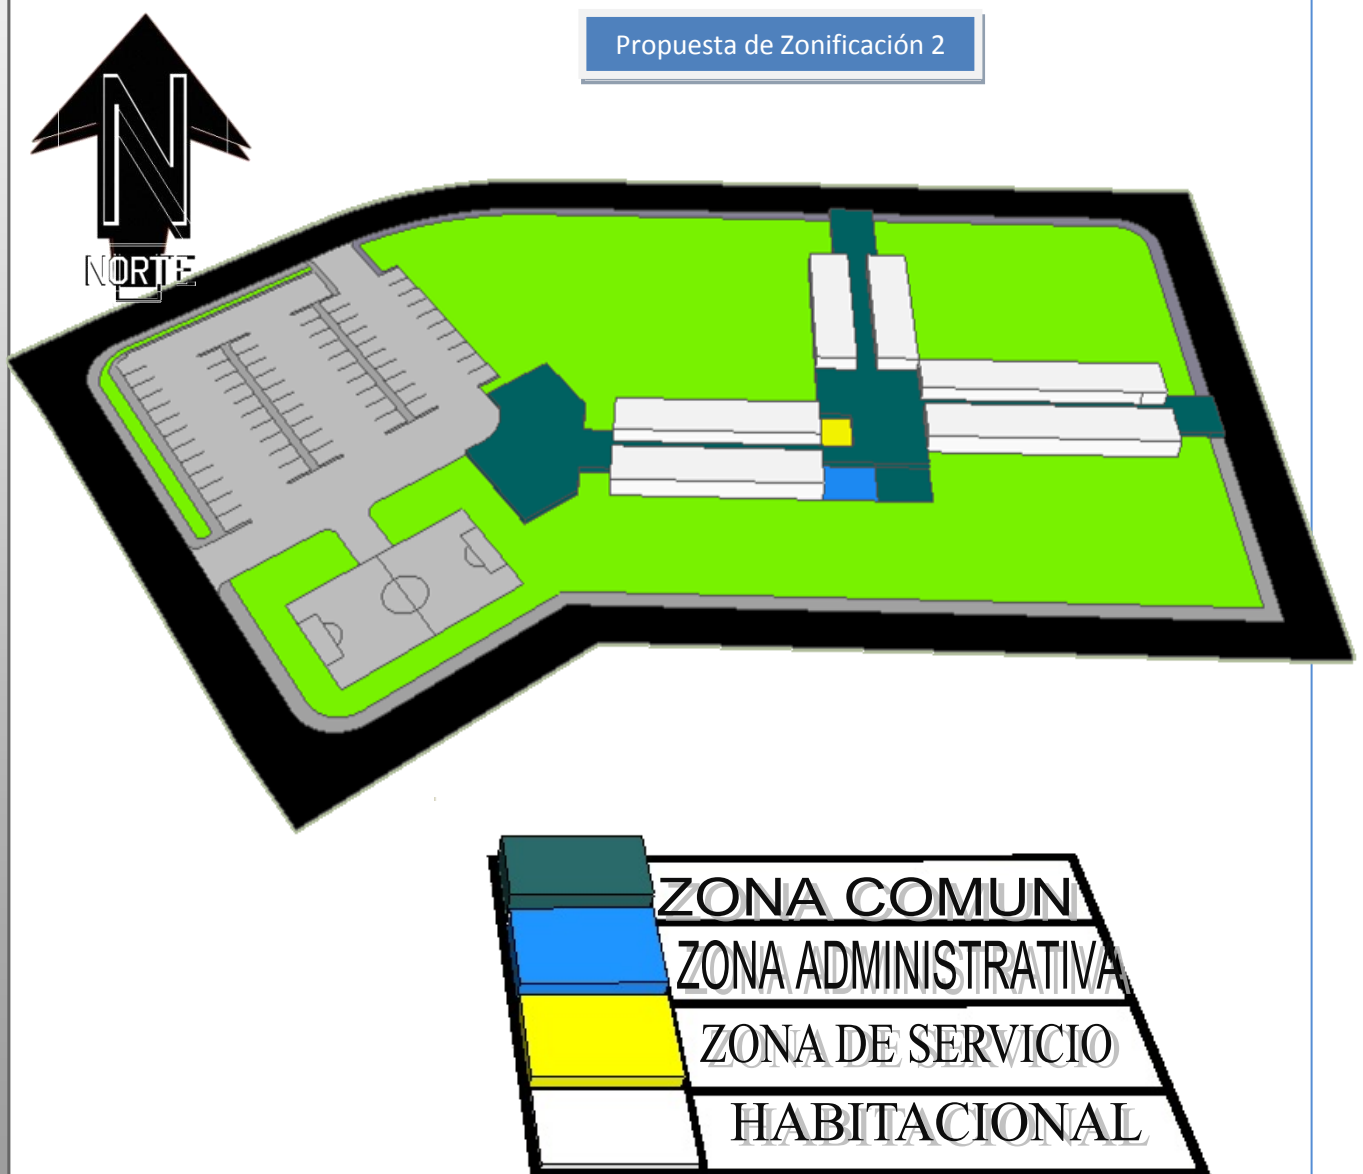 Propuesta de Zonificación 2
N
NORTE
ZONA COMUN
ZONA ADMINISTRATIVA
ZONA DE SERVICIO
HABITACIONAL